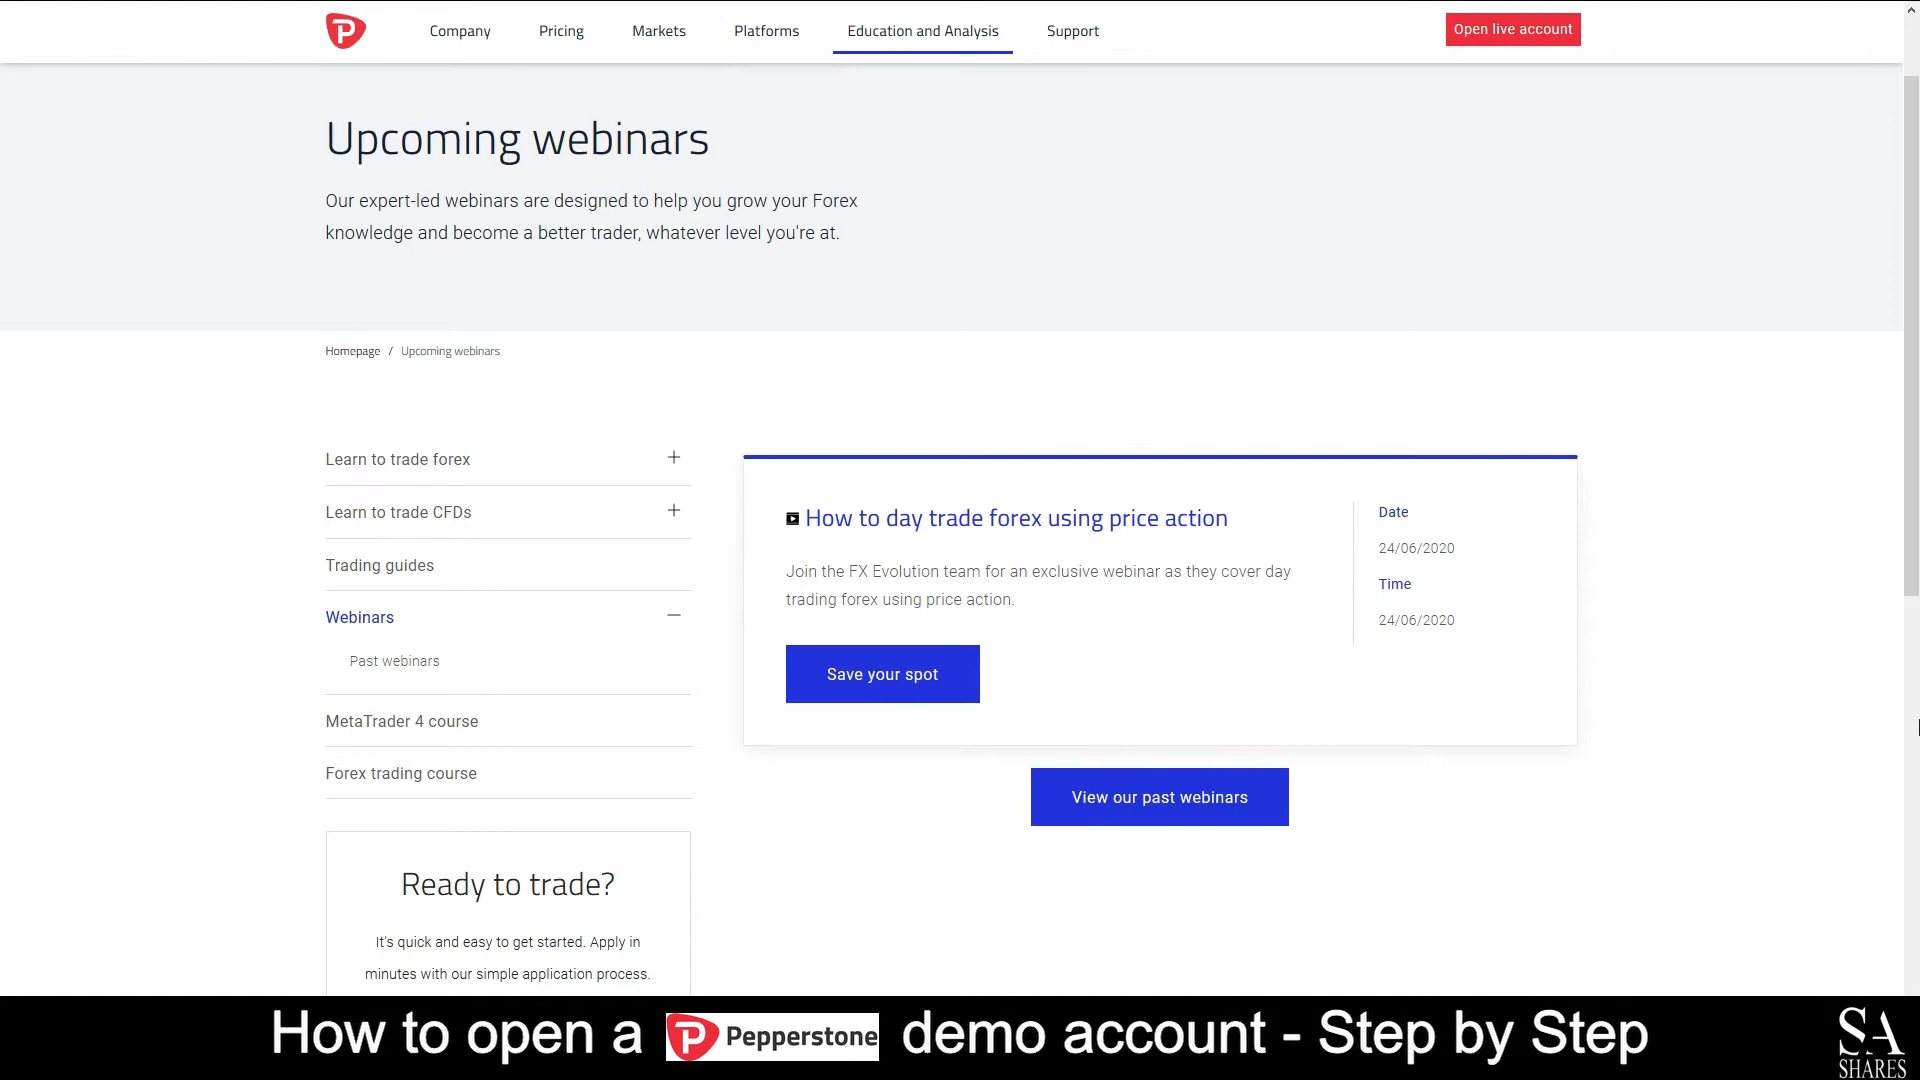 Company
Pricing
Markets
Platforms
Education and Analysis
Support
Open live account
Upcoming webinars
Our expert-led webinars are designed to help you grow your Forex
knowledge and become a better trader, whatever level you're at.
Homepage / Upcoming webinars
Learn to trade forex
Learn to trade CFDs
Trading guides
Webinars
Past webinars
MetaTrader 4 course
Forex trading course
Ready to trade?
It's quick and easy to get started. Apply in
minutes with our simple application process.
How to day trade forex using price action
Join the FX Evolution team for an exclusive webinar as they cover day
trading forex using price action.
Save your spot
Date
24/06/2020
Time
24/06/2020
View our past webinars
How to open a Pepperstone demo account - Step by Step
SA
SHARES